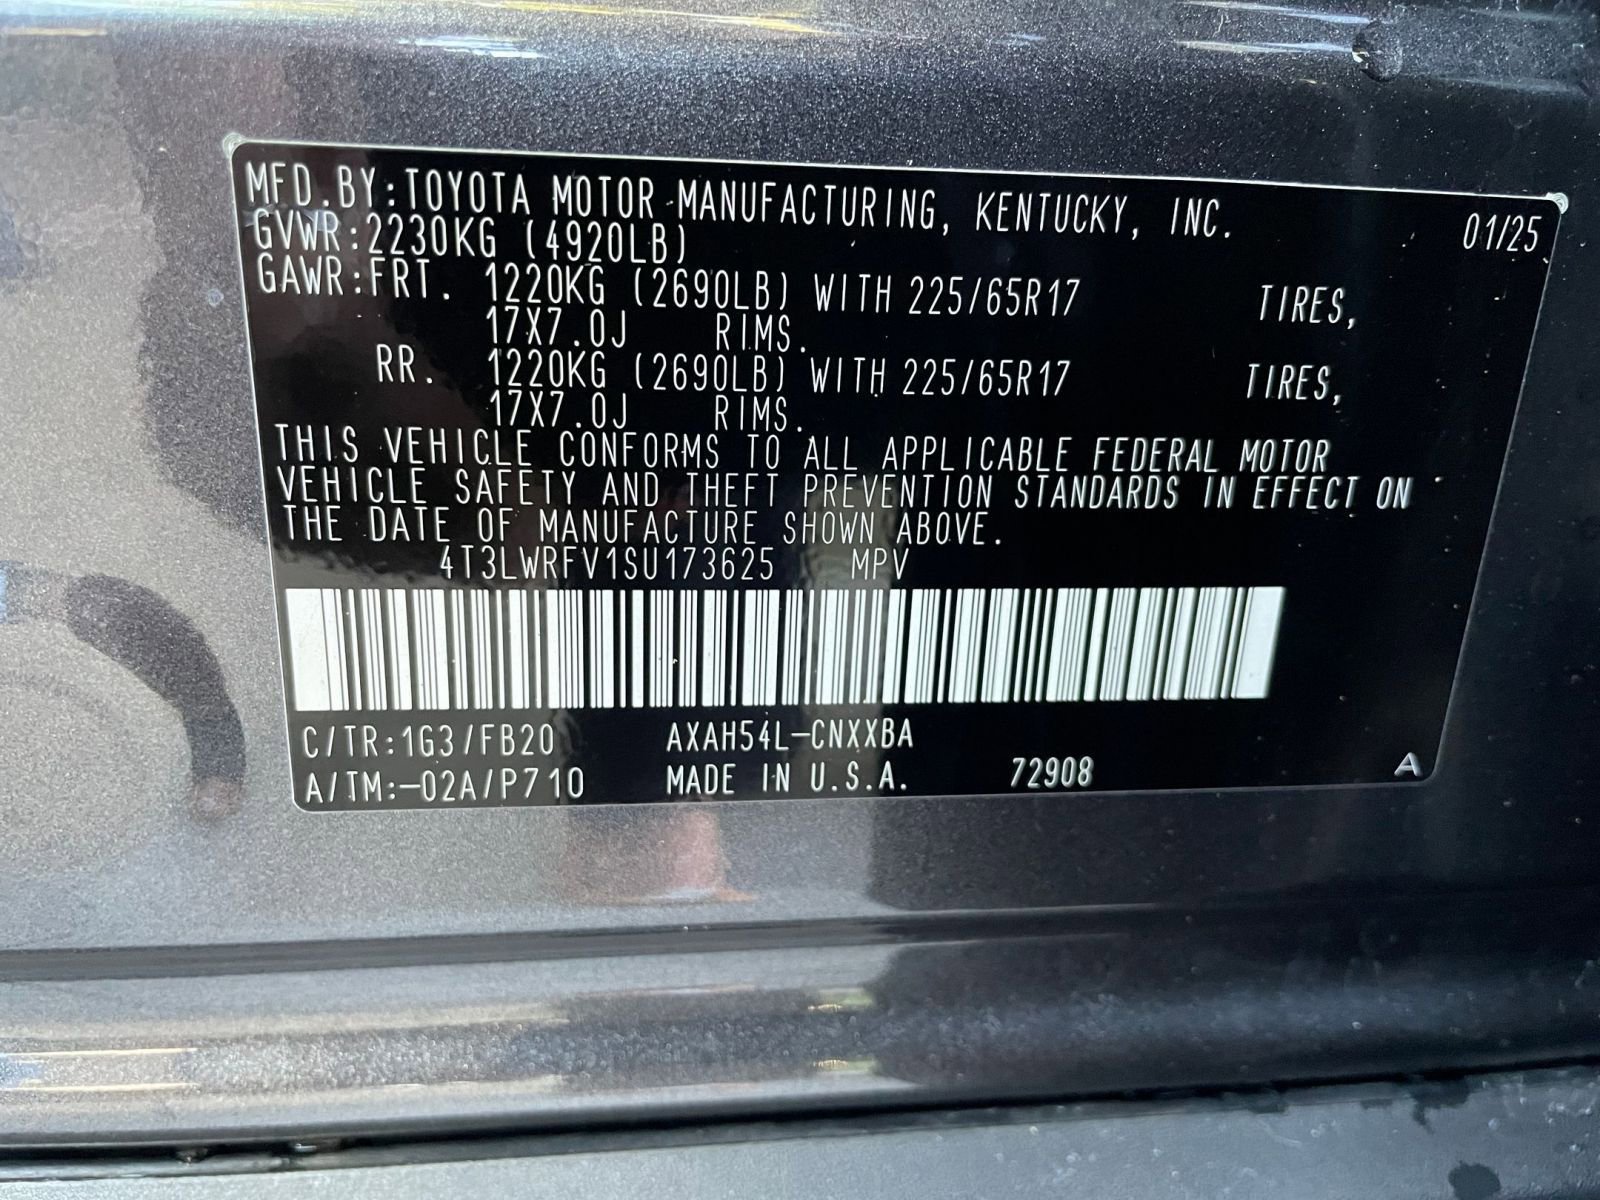 MFD.BY:TOYOTA MOTOR MANUFACTURING, KENTUCKY, INC. 01/25
GVWR:2230KG (4920LB)
GAWR:FRT. 1220KG (2690LB) WITH 225/65R17 TIRES,
17X7.0J RIMS.
RR. 1220KG (2690LB) WITH 225/65R17 TIRES,
17X7.0J RIMS.
THIS VEHICLE CONFORMS TO ALL APPLICABLE FEDERAL MOTOR
VEHICLE SAFETY AND THEFT PREVENTION STANDARDS IN EFFECT ON
THE DATE OF MANUFACTURE SHOWN ABOVE.
4T3LWRFV1SU173625 MPV
C/TR:1G3/FB20 AXAH54L-CNXXBA
A/TM:-02A/P710 MADE IN U.S.A. 72908 A